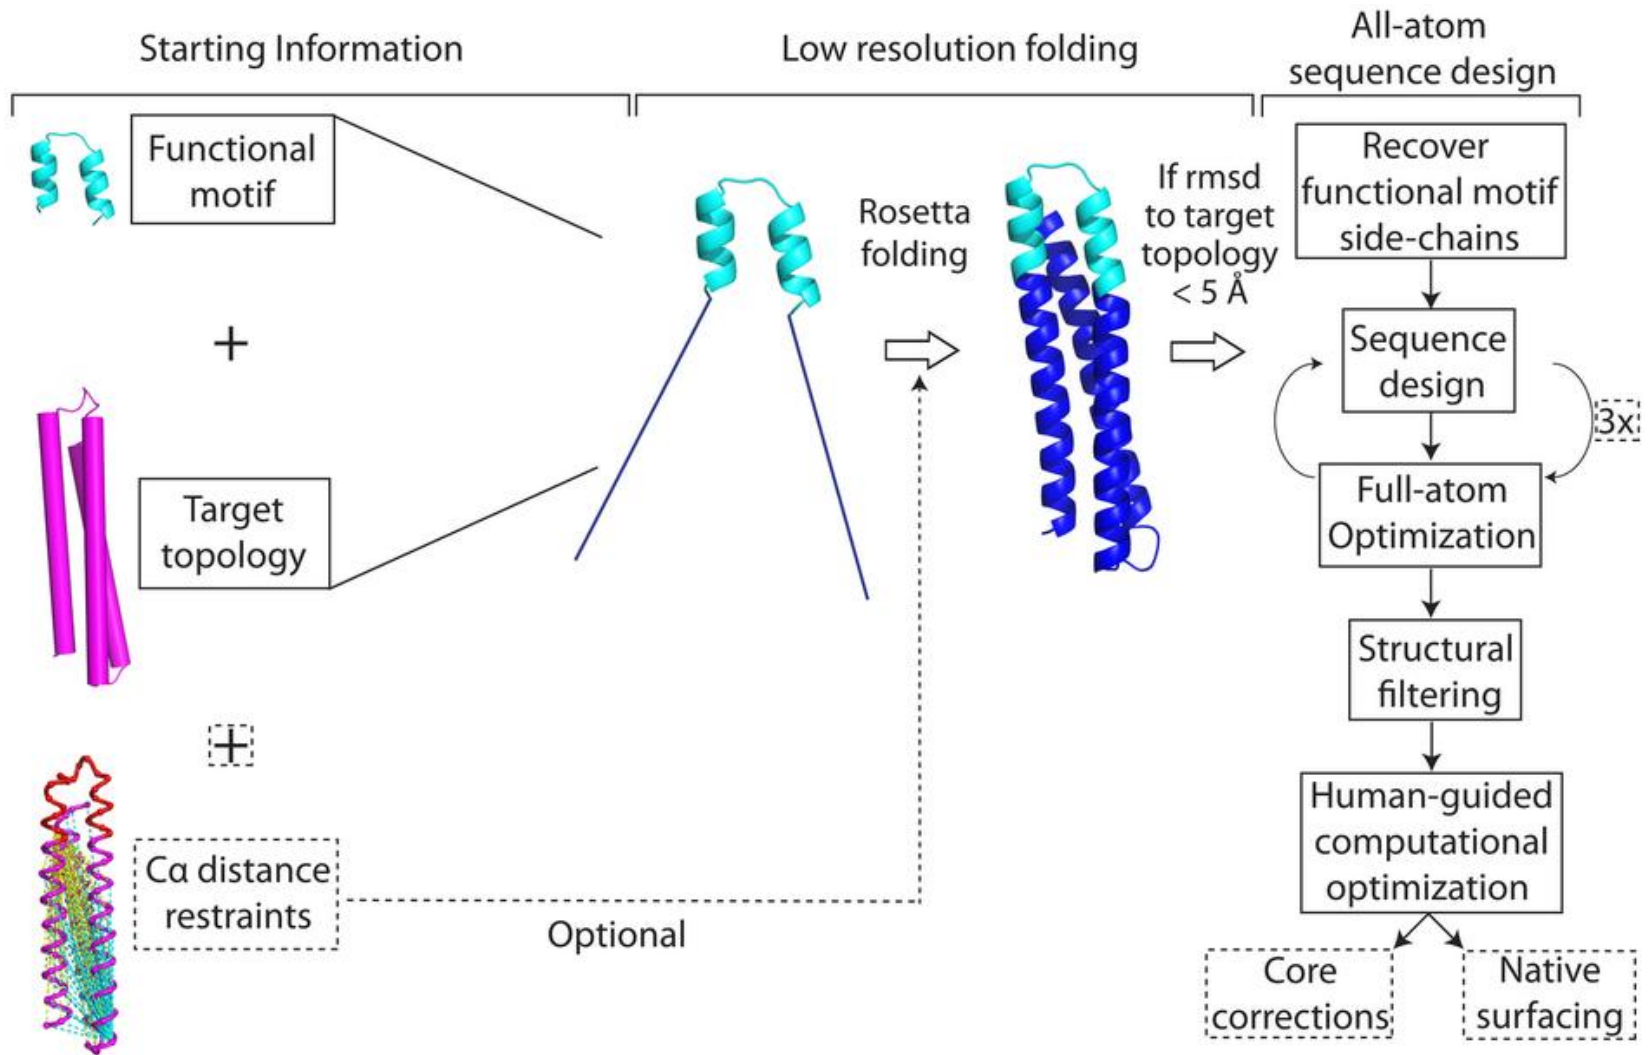 Starting Information
Low resolution folding
All-atom
sequence design
Functional
motif
+
Target
topology
+
Cα distance
restraints
Optional
Rosetta
folding
If rmsd
to target
topology
< 5 Å
Recover
functional motif
side-chains
Sequence
design
3x
Full-atom
Optimization
Structural
filtering
Human-guided
computational
optimization
Core
corrections
Native
surfacing